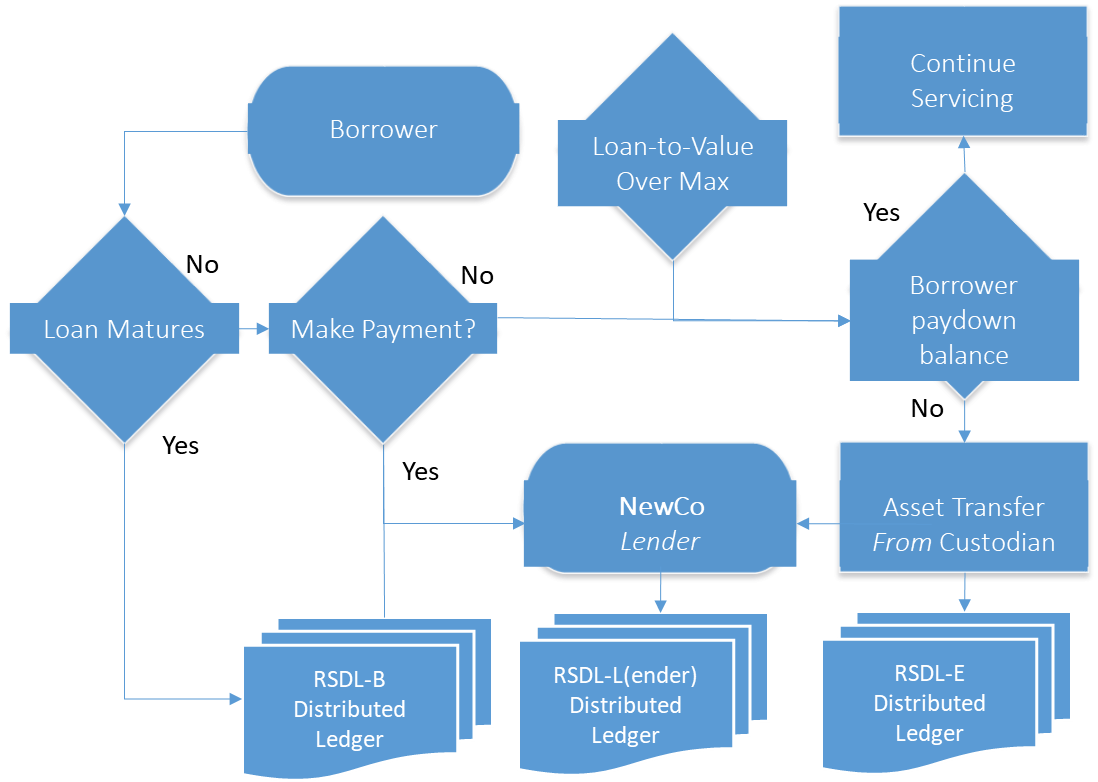 Continue
Servicing
Borrower
Loan-to-Value
Over Max
Yes
No
No
Borrower
paydown
balance
Loan Matures
Make Payment?
No
Yes
Yes
NewCo
Lender
Asset Transfer
From Custodian
RSDL-B
Distributed
Ledger
RSDL-L(ender)
Distributed
Ledger
RSDL-E
Distributed
Ledger